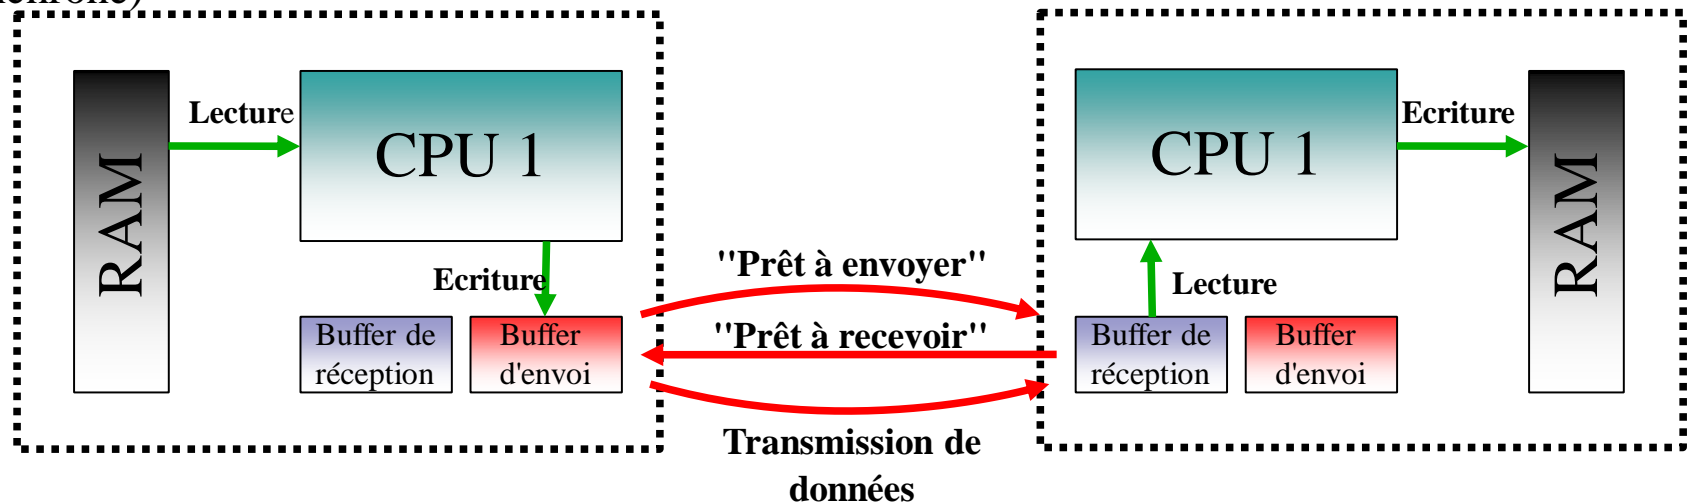 Lecture
CPU 1
RAM
Ecriture
Buffer de
réception
Buffer
d'envoi
"Prêt à envoyer"
"Prêt à recevoir"
Transmission de
données
CPU 1
Ecriture
RAM
Lecture
Buffer de
réception
Buffer
d'envoi